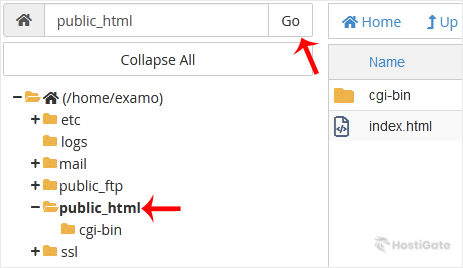 public_html Go
Collapse All
(/home/examo)
etc
logs
mail
public_ftp
public_html
cgi-bin
ssl
Home Up
Name
cgi-bin
index.html
HostiGate